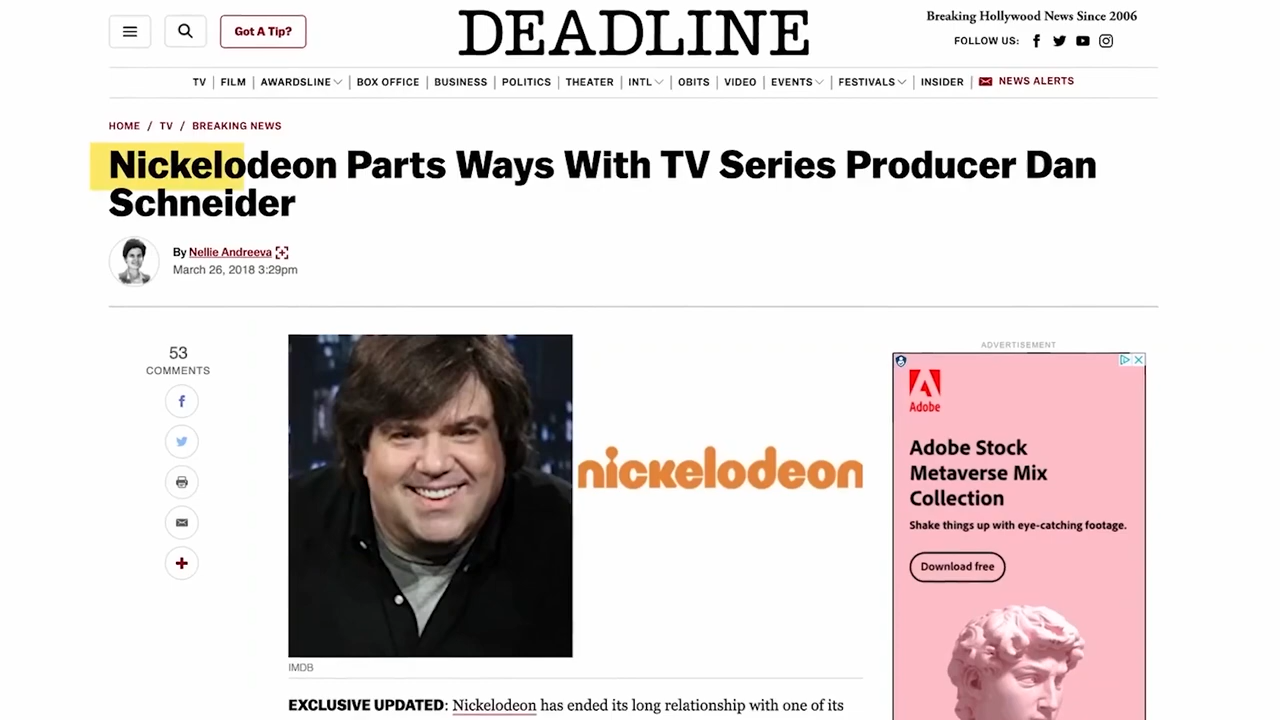 Got A Tip?
DEADLINE
Breaking Hollywood News Since 2006
FOLLOW US:
TV | FILM | AWARDSLINE | BOX OFFICE | BUSINESS | POLITICS | THEATER | INTL | OBITS | VIDEO | EVENTS | FESTIVALS | INSIDER | NEWS ALERTS
HOME / TV / BREAKING NEWS
Nickelodeon Parts Ways With TV Series Producer Dan
Schneider
By Nellie Andreeva
March 26, 2018 3:29pm
53
COMMENTS
nickelodeon
IMDB
EXCLUSIVE UPDATED: Nickelodeon has ended its long relationship with one of its
ADVERTISEMENT
Adobe
Adobe Stock
Metaverse Mix
Collection
Shake things up with eye-catching footage.
Download free